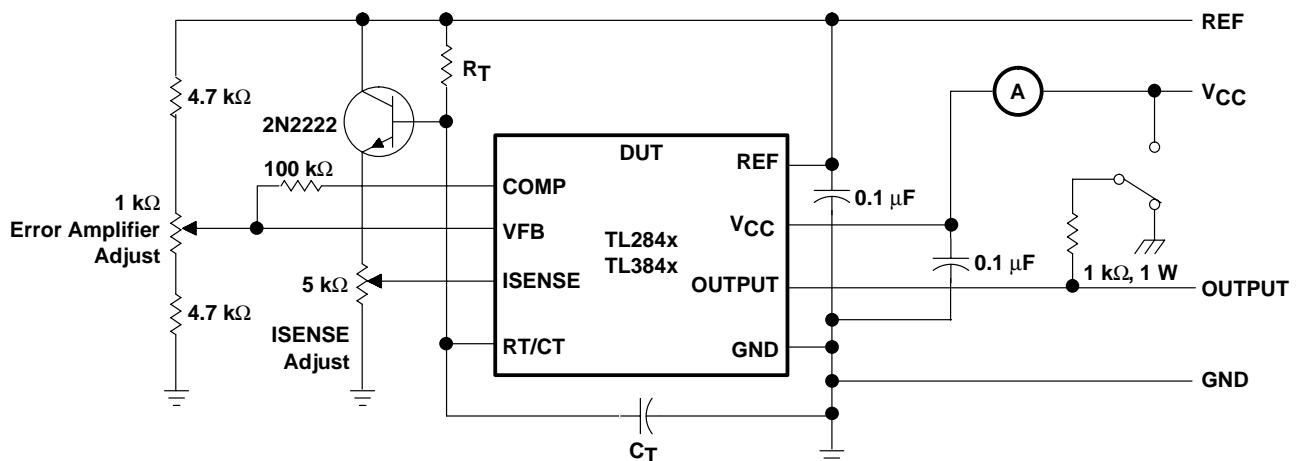 REF
RT
4.7 kΩ
A
VCC
2N2222
DUT
REF
100 kΩ
COMP
0.1 μF
1 kΩ
Error Amplifier
Adjust
VFB
TL284x
TL384x
VCC
0.1 μF
1 kΩ, 1 W
5 kΩ
ISENSE
OUTPUT
OUTPUT
4.7 kΩ
ISENSE
Adjust
RT/CT
GND
GND
CT